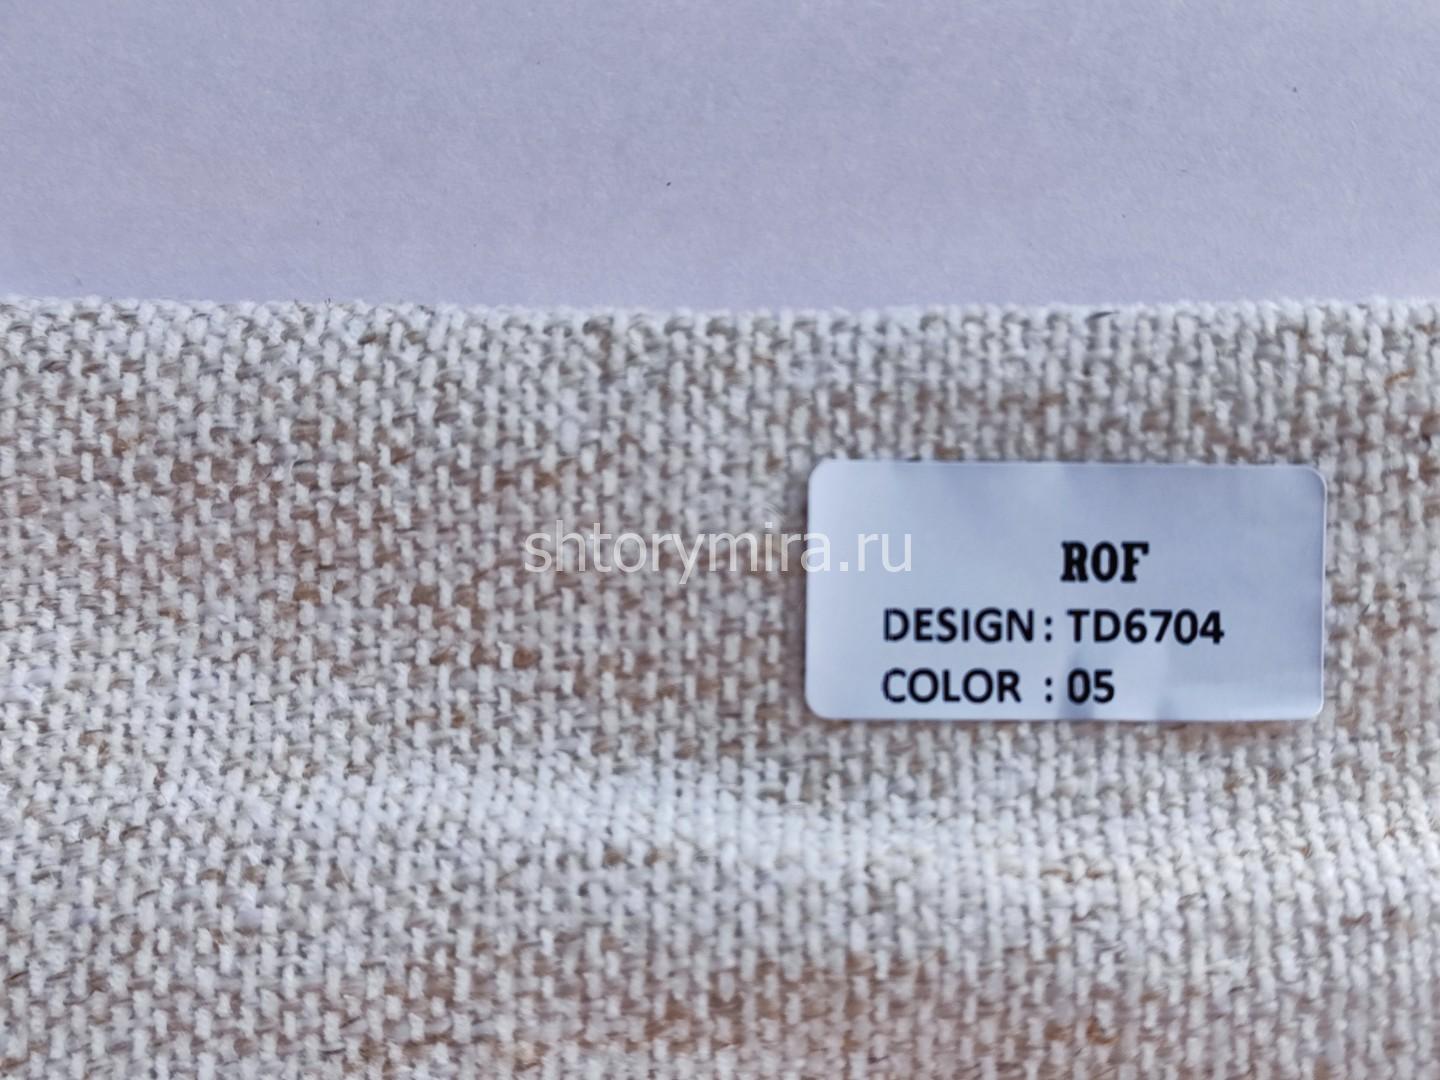 shtorymira.ru
ROF
DESIGN: TD6704
COLOR : 05